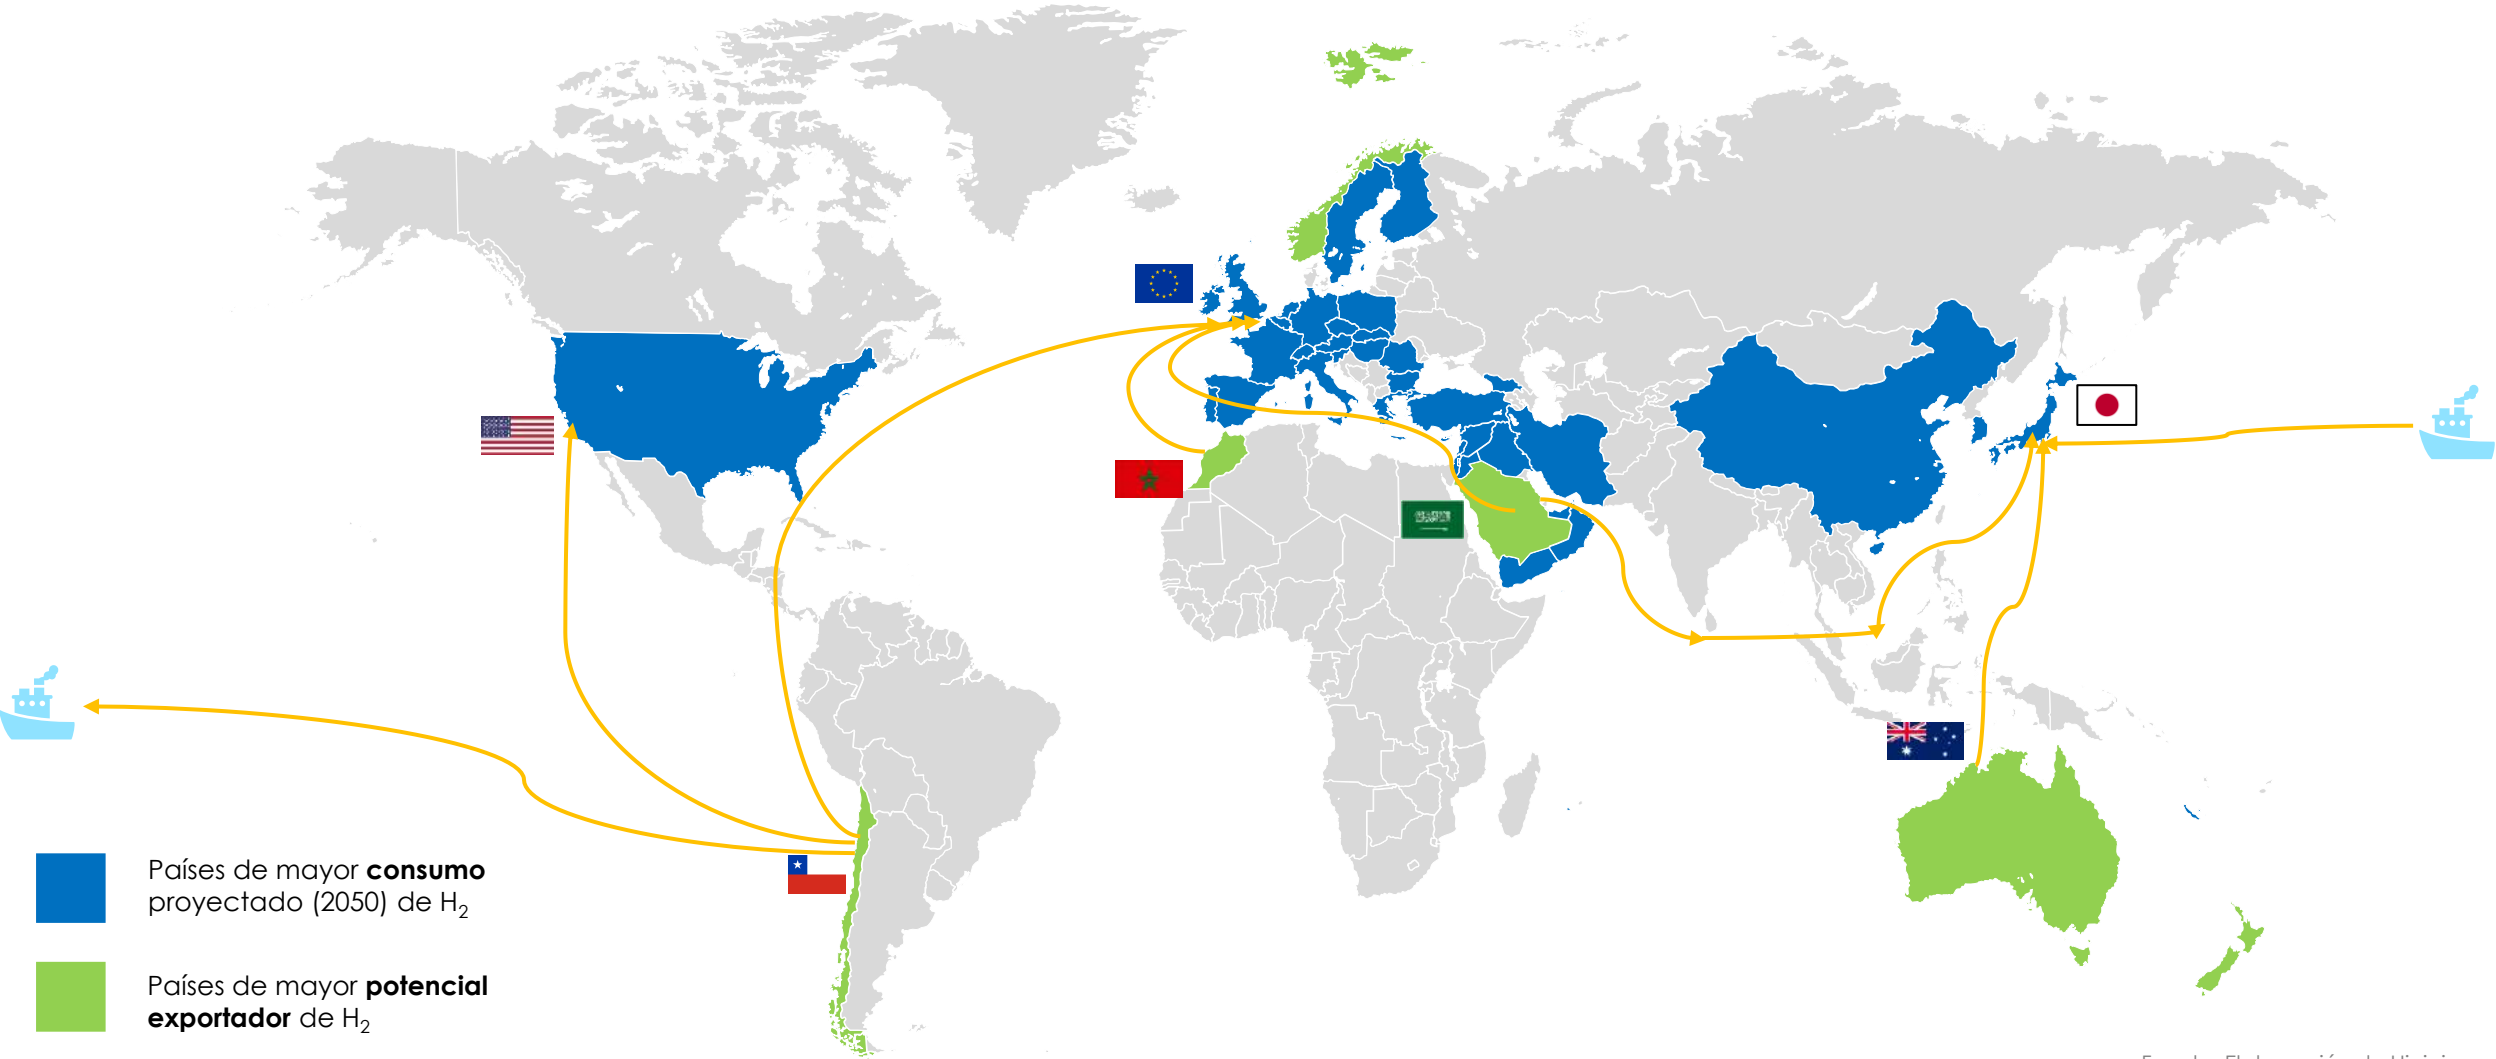 Países de mayor consumo
proyectado (2050) de H₂
Países de mayor potencial
exportador de H₂